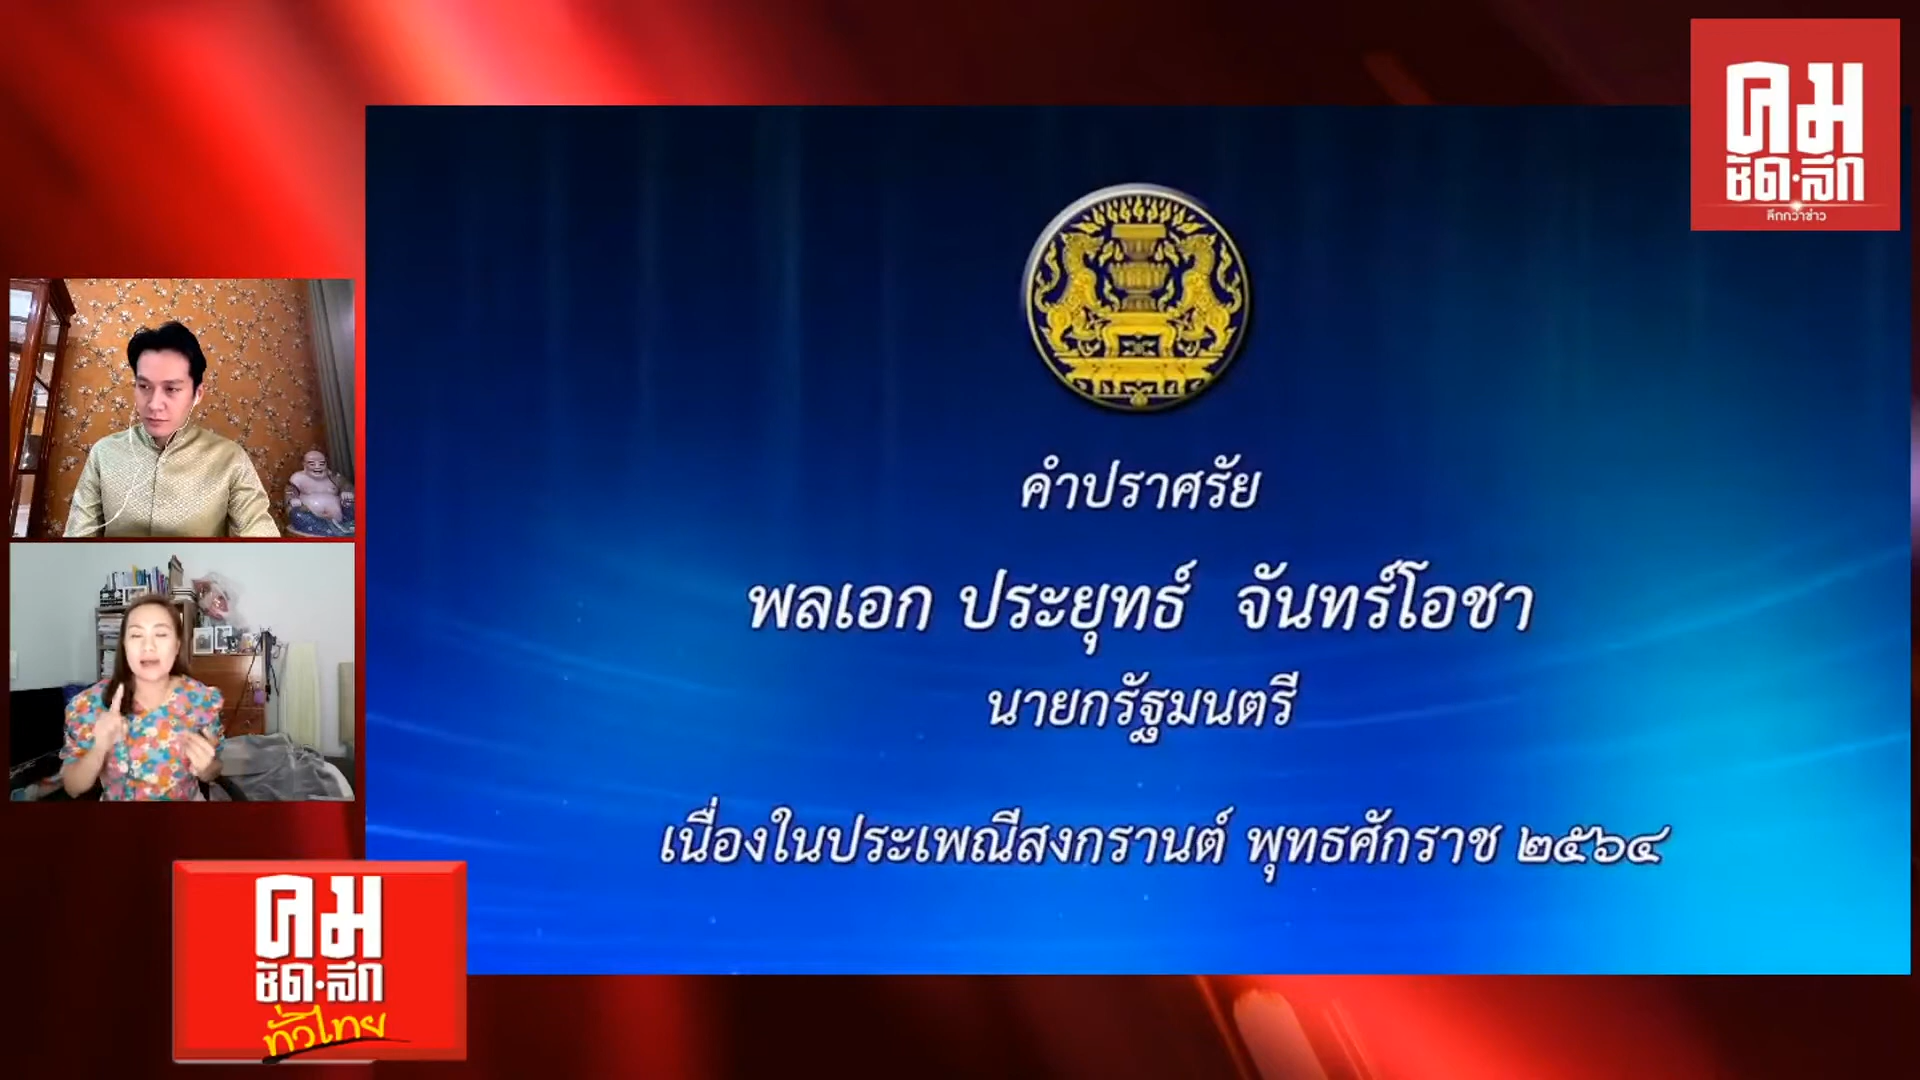 คม
ชัด·ลึก
ลึกกว่าข่าว
คำปราศรัย
พลเอก ประยุทธ์ จันทร์โอชา
นายกรัฐมนตรี
เนื่องในประเพณีสงกรานต์ พุทธศักราช ๒๕๖๔
คม
ชัด·ลึก
ทั่วไทย